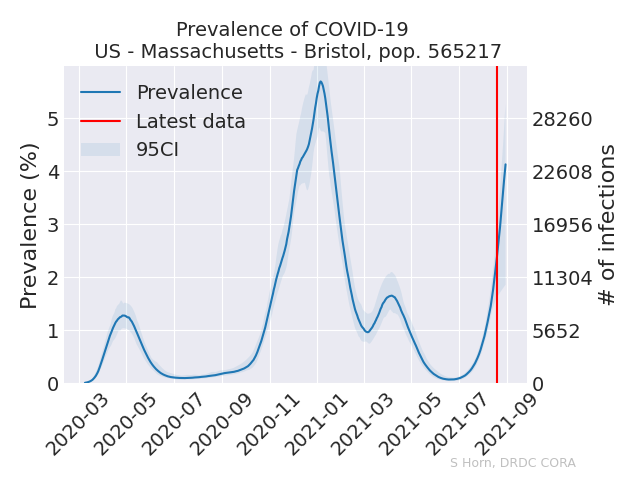 Prevalence of COVID-19
US - Massachusetts - Bristol, pop. 565217
Prevalence
Latest data
95CI
Prevalence (%)
5
4
3
2
1
0
28260
22608
16956
11304
5652
0
# of infections
2020-03
2020-05
2020-07
2020-09
2020-11
2021-01
2021-03
2021-05
2021-07
2021-09
S Horn, DRDC CORA